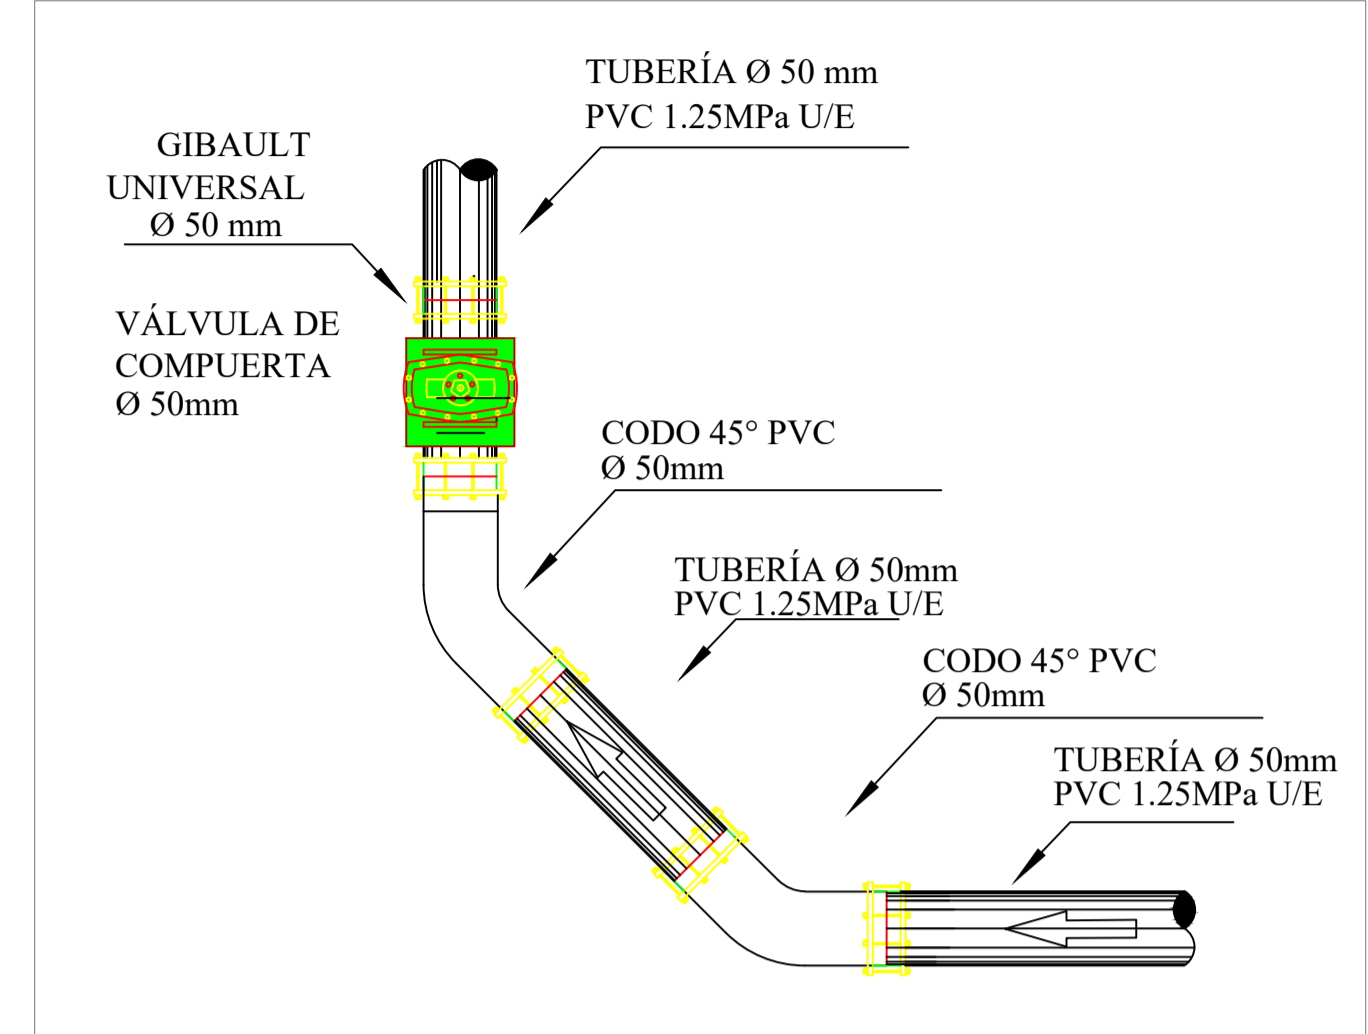 TUBERÍA Ø 50 mm
PVC 1.25MPa U/E
GIBAULT
UNIVERSAL
Ø 50 mm
VÁLVULA DE
COMPUERTA
Ø 50mm
CODO 45° PVC
Ø 50mm
TUBERÍA Ø 50mm
PVC 1.25MPa U/E
CODO 45° PVC
Ø 50mm
TUBERÍA Ø 50mm
PVC 1.25MPa U/E